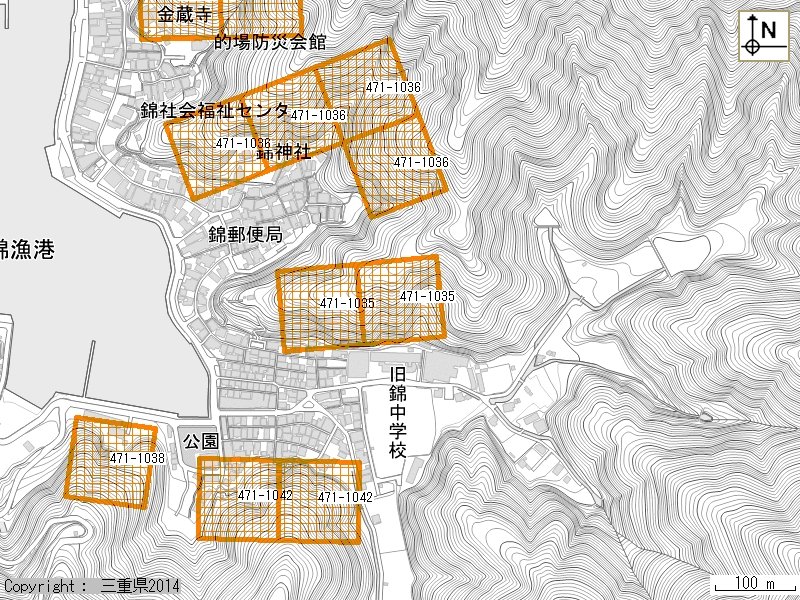 金蔵寺
N
的場防災会館
471-1036
錦社会福祉センタ
471-1036
471-1036
錦神社
471-1036
錦郵便局
錦漁港
471-1035
471-1035
旧錦中学校
公園
471-1038
471-1042
471-1042
Copyright : 三重県2014
100 m